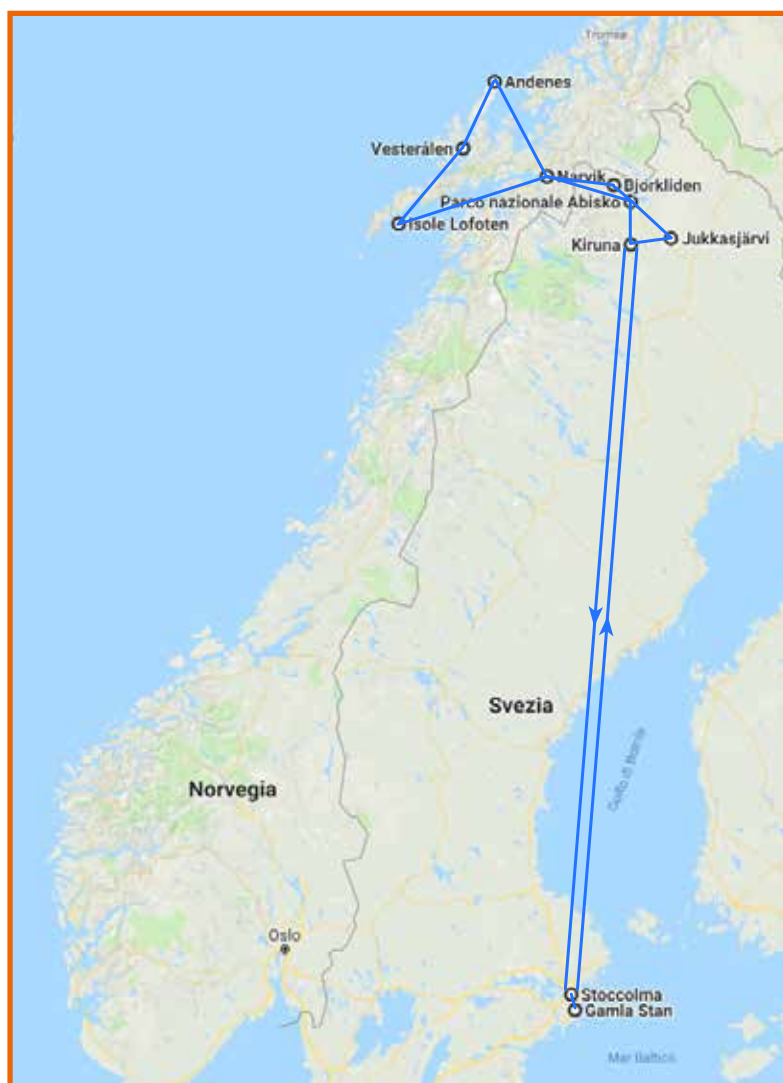 Tromsø
Andenes
Vesterålen
Narvik
Bjorkliden
Parco nazionale Abisko
Isole Lofoten
Jukkasjärvi
Kiruna
Svezia
Golfo di Botnia
Norvegia
Oslo
Stoccolma
Gamla Stan
Mar Baltico